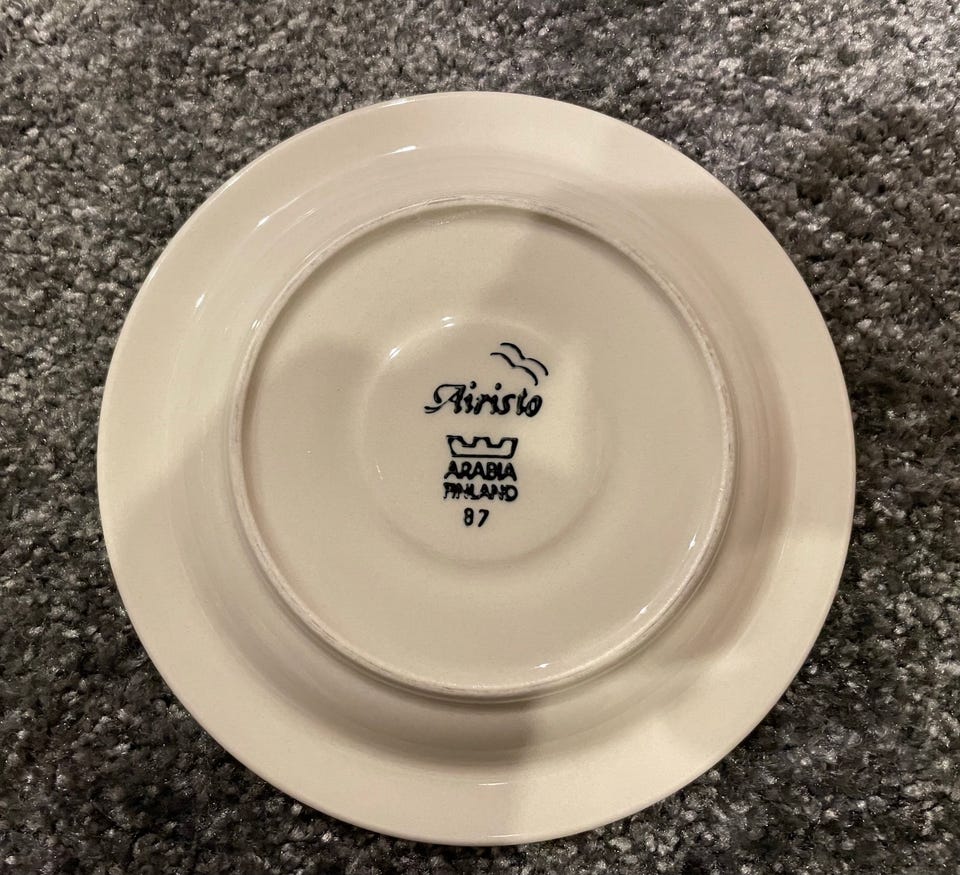 Airisto
ARABIA
FINLAND
87